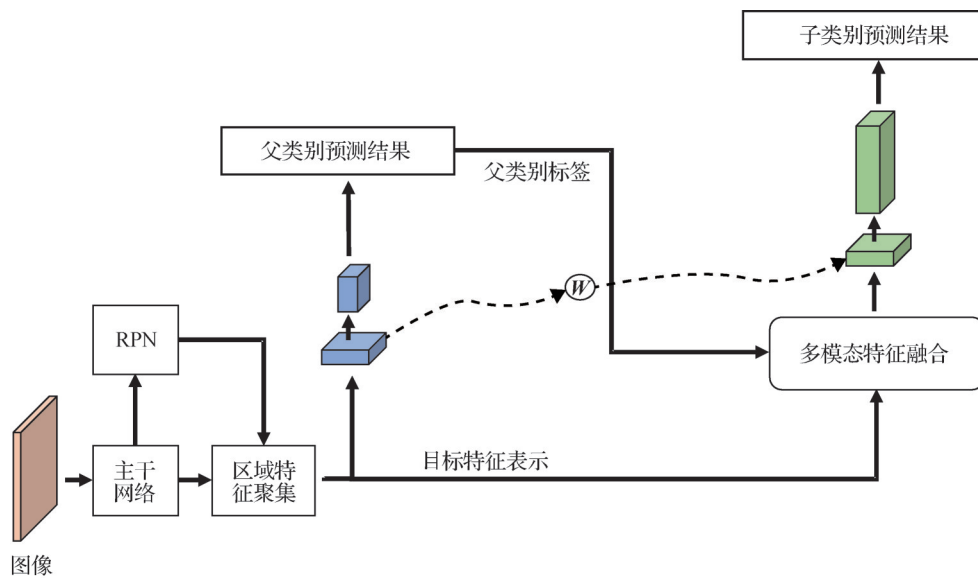 子类别预测结果
父类别预测结果
父类别标签
W
RPN
多模态特征融合
主干
网络
区域特
征聚集
目标特征表示
图像